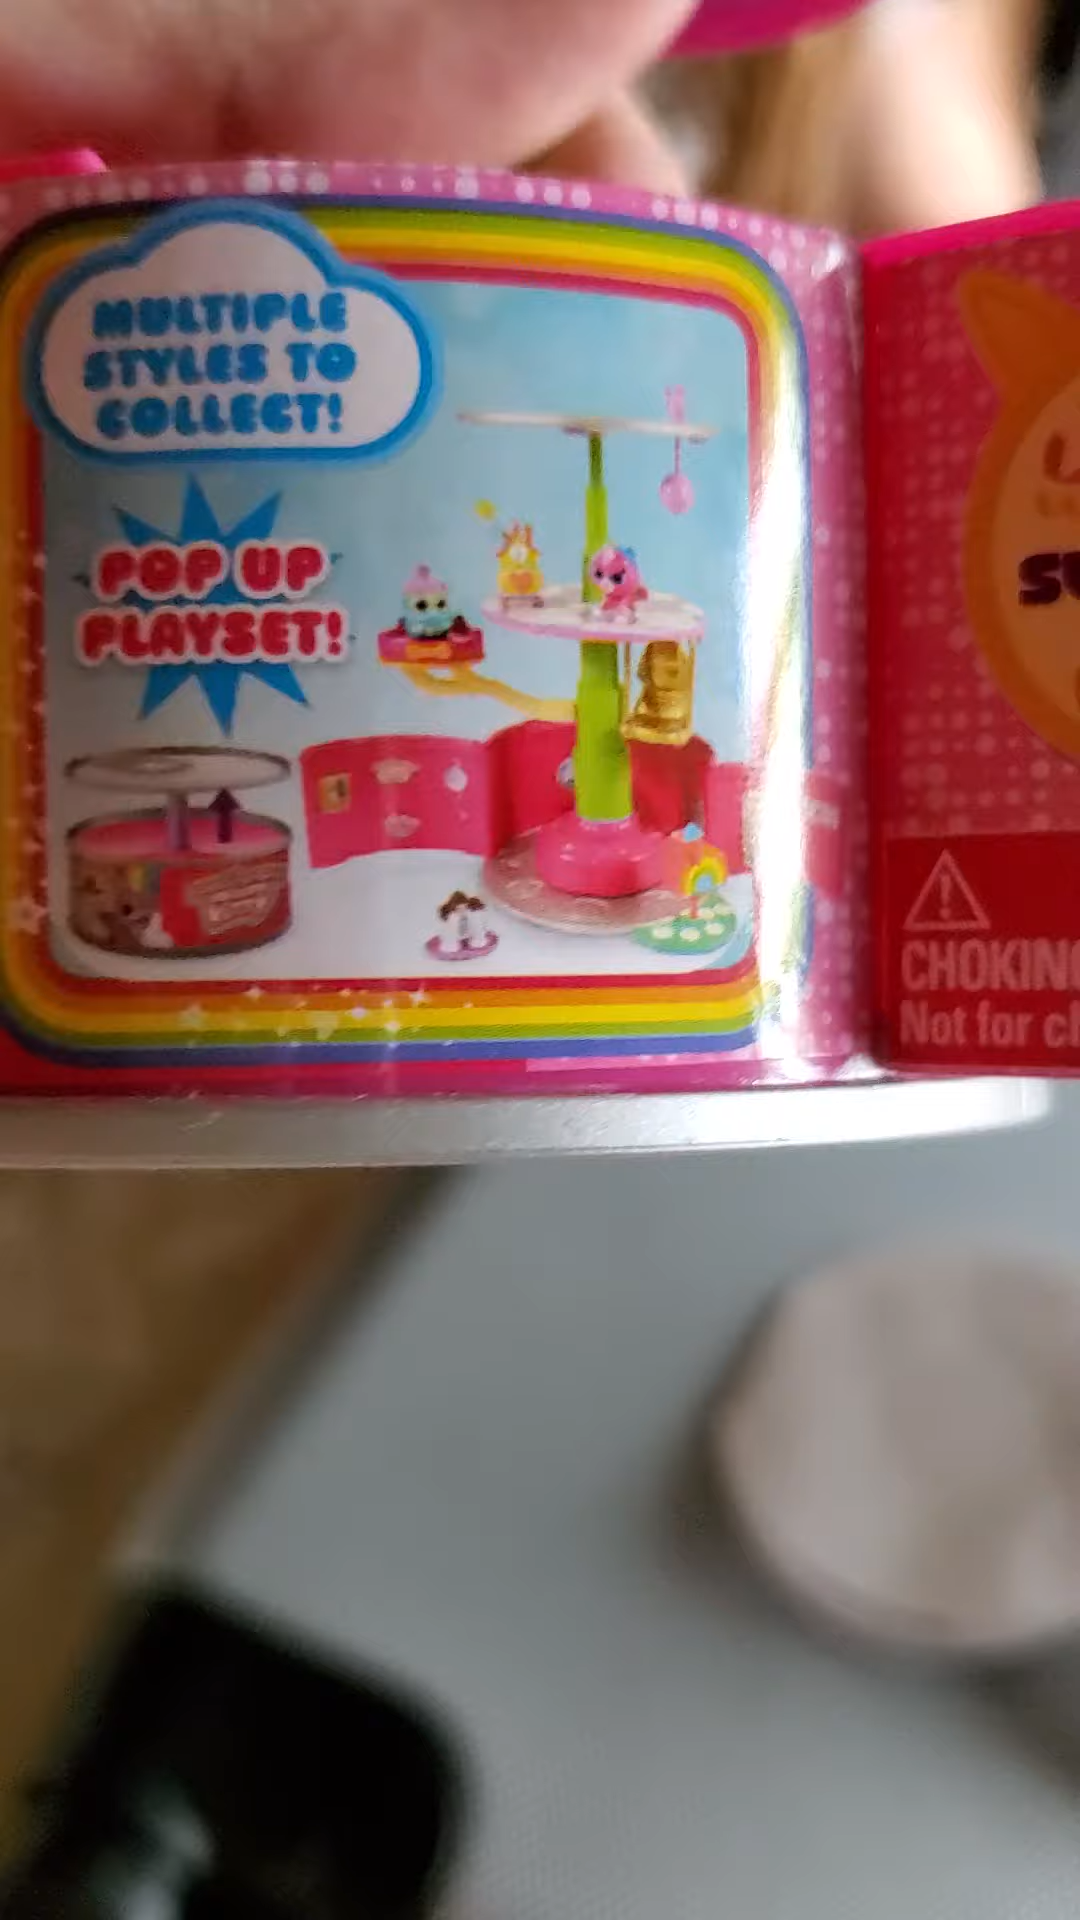 MULTIPLE
STYLES TO
COLLECT!
POP UP
PLAYSET!
CHOKING
Not for